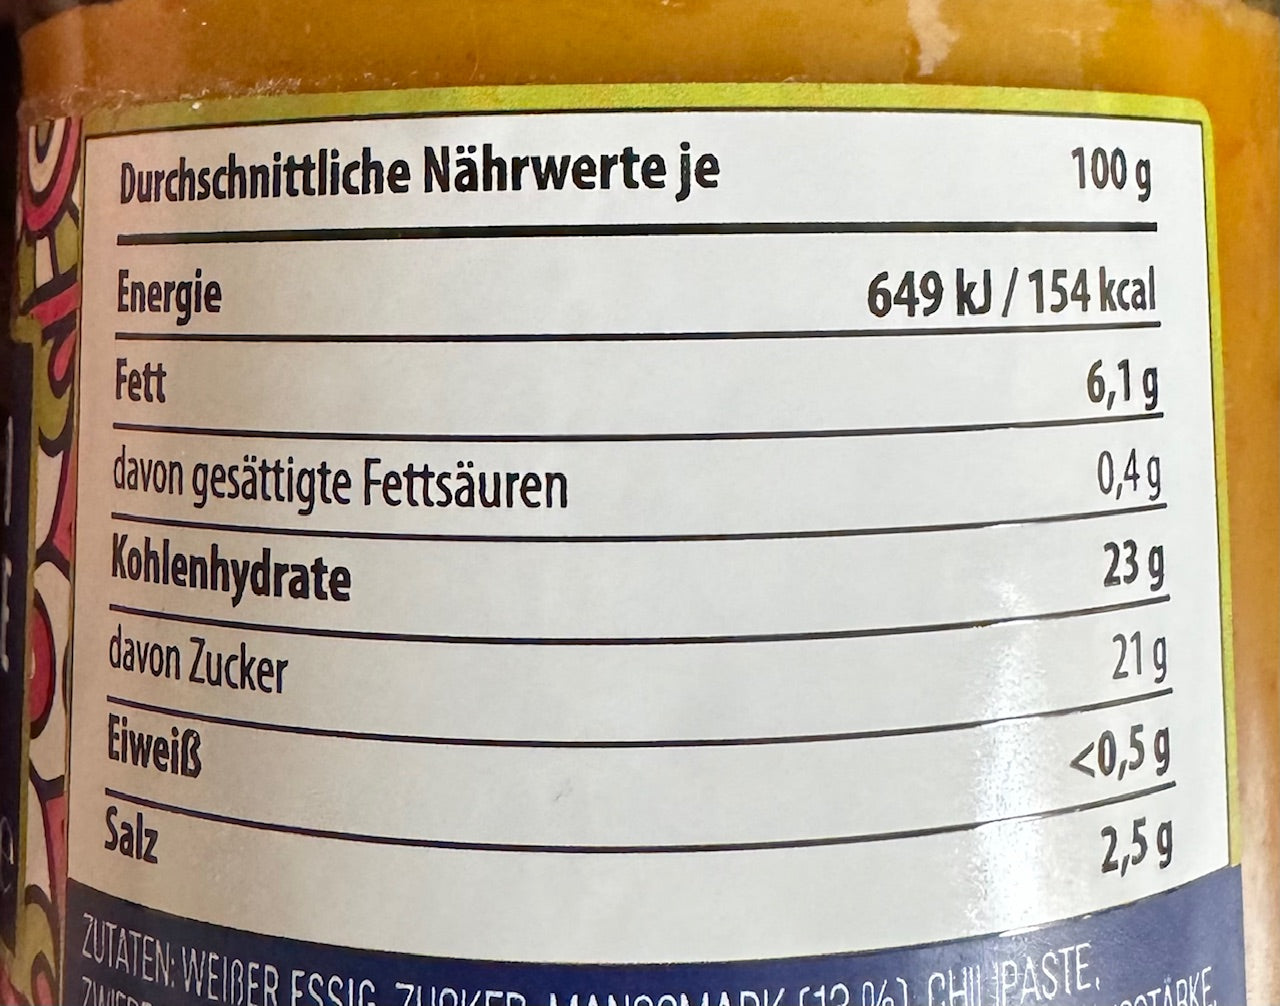 Durchschnittliche Nährwerte je 100 g
Energie 649 kJ / 154 kcal
Fett 6,1 g
davon gesättigte Fettsäuren 0,4 g
Kohlenhydrate 23 g
davon Zucker 21 g
Eiweiß <0,5 g
Salz 2,5 g
ZUTATEN: WEIßER ESSIG, ZUCKER, MANGOMARK (13 %), CHILIPASTE,